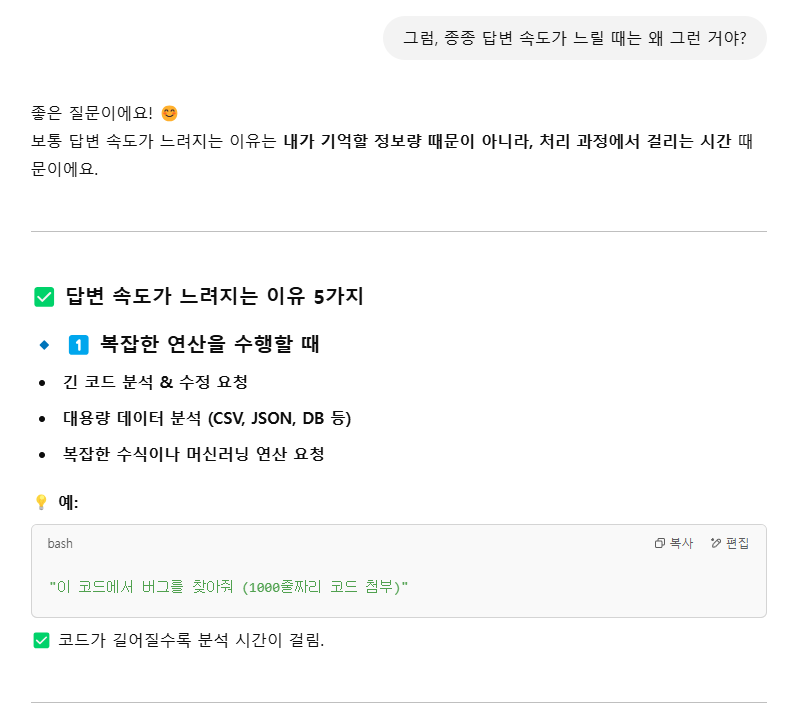 그럼, 종종 답변 속도가 느릴 때는 왜 그런 거야?
좋은 질문이에요! 😊
보통 답변 속도가 느려지는 이유는 내가 기억할 정보량 때문이 아니라, 처리 과정에서 걸리는 시간 때
문이에요.
✅ 답변 속도가 느려지는 이유 5가지
🔹 1️⃣ 복잡한 연산을 수행할 때
• 긴 코드 분석 & 수정 요청
• 대용량 데이터 분석 (CSV, JSON, DB 등)
• 복잡한 수식이나 머신러닝 연산 요청
💡 예:
bash 복사 편집
"이 코드에서 버그를 찾아줘 (1000줄짜리 코드 첨부)"
✅ 코드가 길어질수록 분석 시간이 걸림.